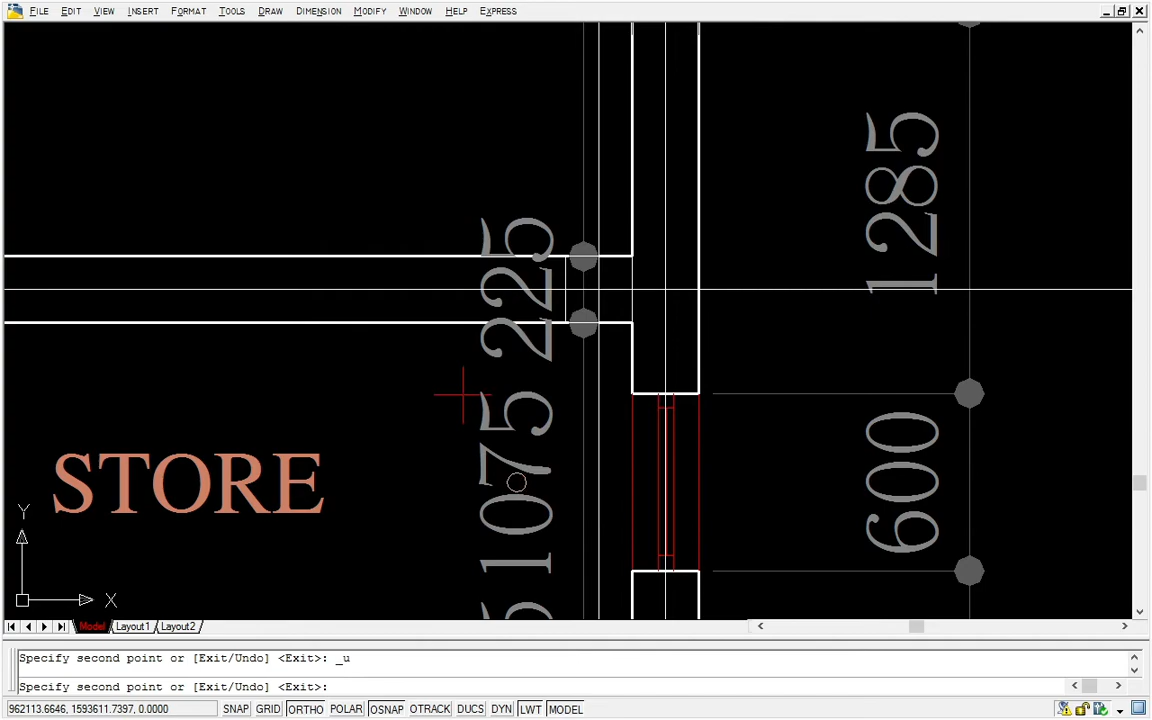 FILE EDIT VIEW INSERT FORMAT TOOLS DRAW DIMENSION MODIFY WINDOW HELP EXPRESS
1285
225
1075
600
STORE
Y
X
Model Layout1 Layout2
Specify second point or [Exit/Undo] <Exit>: _u
Specify second point or [Exit/Undo] <Exit>:
962113.6646, 1593611.7397, 0.0000 SNAP GRID ORTHO POLAR OSNAP OTRACK DUCS DYN LWT MODEL